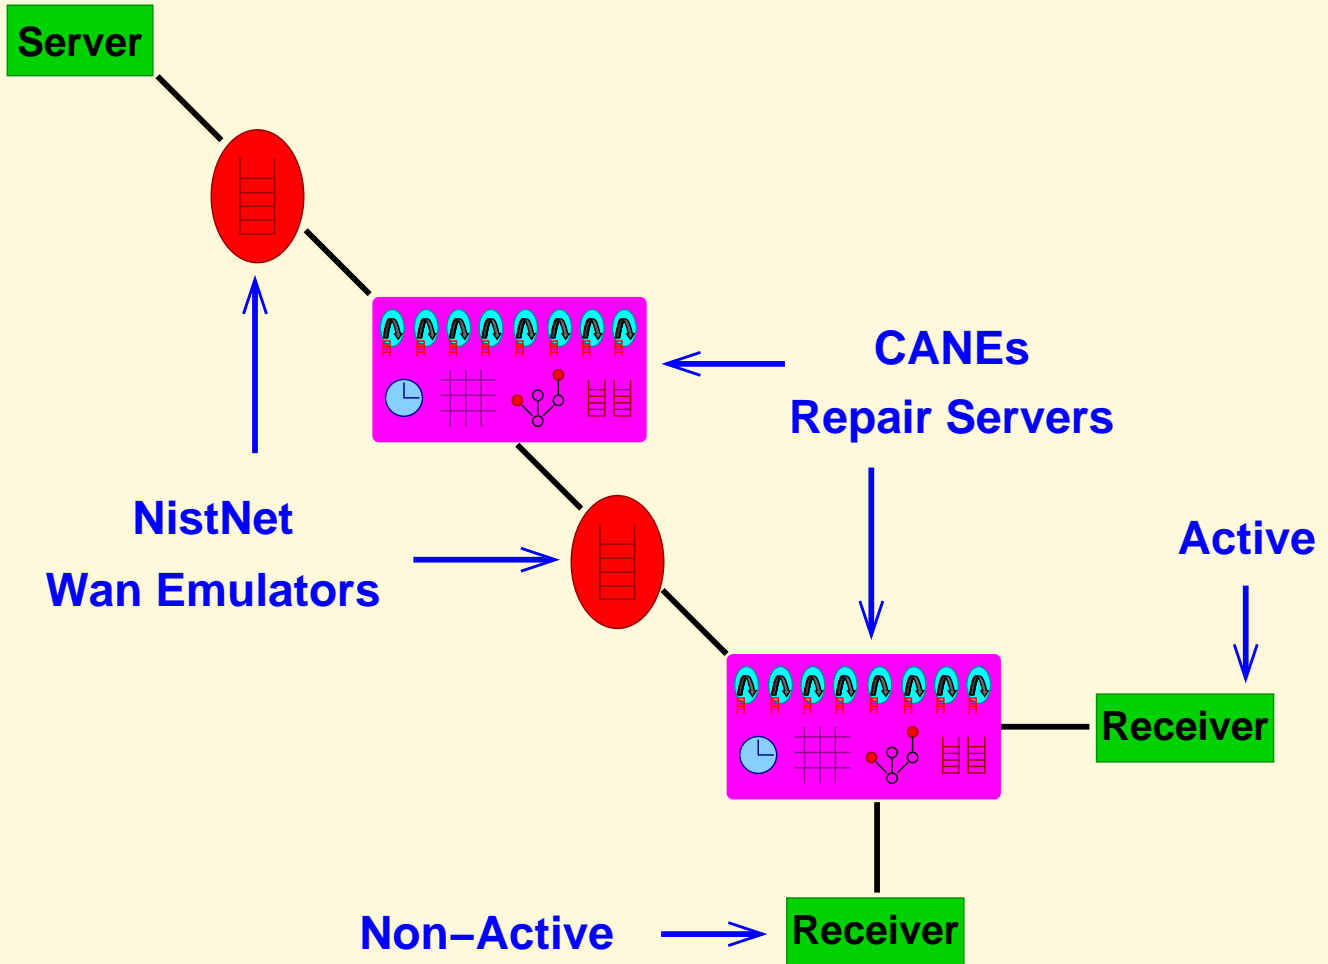 Server
CANEs
Repair Servers
NistNet
Wan Emulators
Active
Receiver
Non−Active
Receiver